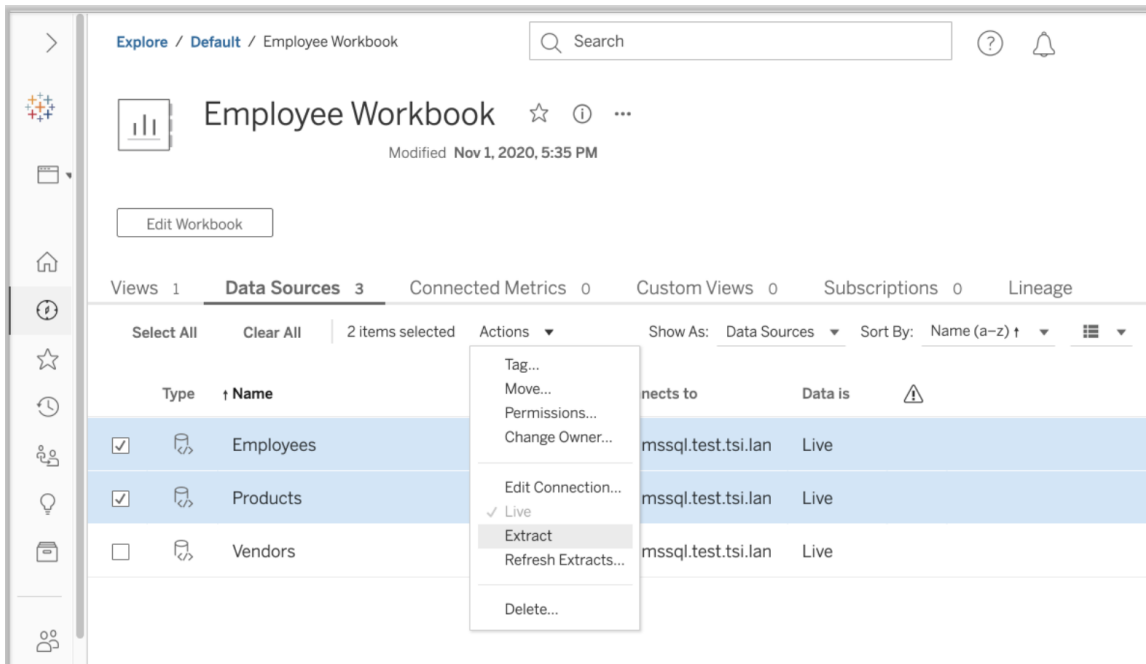 Explore / Default / Employee Workbook
Search
Employee Workbook
Modified Nov 1, 2020, 5:35 PM
Edit Workbook
Views 1 Data Sources 3 Connected Metrics 0 Custom Views 0 Subscriptions 0 Lineage
Select All Clear All 2 items selected Actions Show As: Data Sources Sort By: Name (a–z) ↑
Type ↑ Name nects to Data is
Employees mssql.test.tsi.lan Live
Products mssql.test.tsi.lan Live
Vendors mssql.test.tsi.lan Live
Tag...
Move...
Permissions...
Change Owner...
Edit Connection...
✓ Live
Extract
Refresh Extracts...
Delete...